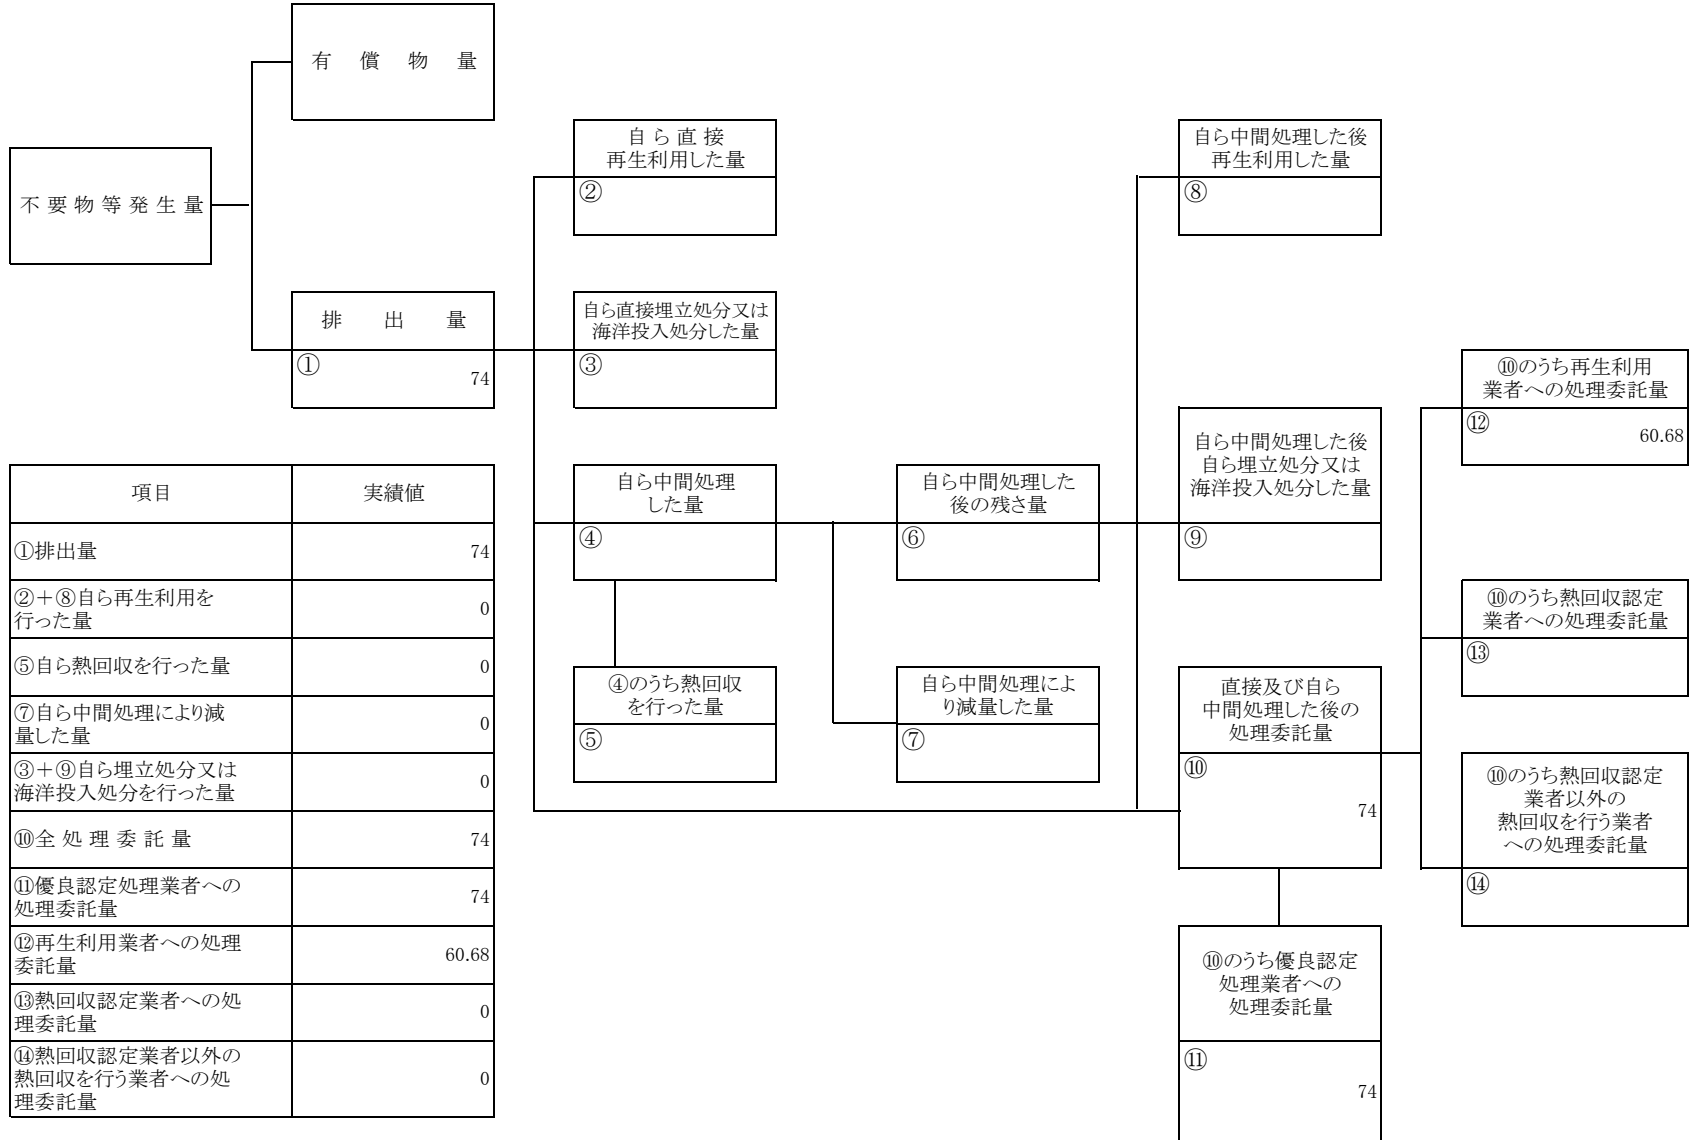 有 償 物 量
不要物等発生量
排 出 量
①
74
自ら直接
再生利用した量
②
自ら直接埋立処分又は
海洋投入処分した量
③
自ら中間処理
した量
④
④のうち熱回収
を行った量
⑤
自ら中間処理した
後の残さ量
⑥
自ら中間処理によ
り減量した量
⑦
自ら中間処理した後
再生利用した量
⑧
自ら中間処理した後
自ら埋立処分又は
海洋投入処分した量
⑨
直接及び自ら
中間処理した後の
処理委託量
⑩
74
⑩のうち優良認定
処理業者への
処理委託量
⑪
74
⑩のうち再生利用
業者への処理委託量
⑫
60.68
⑩のうち熱回収認定
業者への処理委託量
⑬
⑩のうち熱回収認定
業者以外の
熱回収を行う業者
への処理委託量
⑭
項目 実績値
①排出量 74
②+⑧自ら再生利用を
行った量 0
⑤自ら熱回収を行った量 0
⑦自ら中間処理により減
量した量 0
③+⑨自ら埋立処分又は
海洋投入処分を行った量 0
⑩全処理委託量 74
⑪優良認定処理業者への
処理委託量 74
⑫再生利用業者への処理
委託量 60.68
⑬熱回収認定業者への処
理委託量 0
⑭熱回収認定業者以外の
熱回収を行う業者への処
理委託量 0